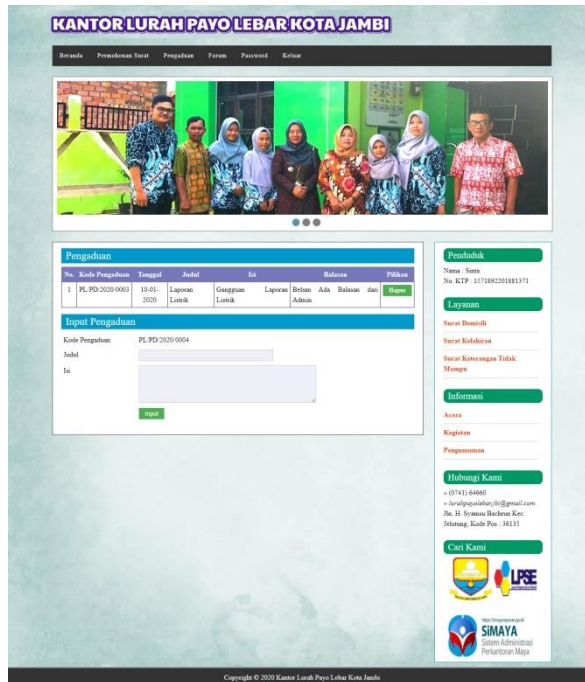 KANTOR LURAH PAYO LEBAR KOTA JAMBI
Beranda Permohonan Surat Pengaduan Forum Password Keluar
Pengaduan
No. Kode Pengaduan Tanggal Judul Isi Balasan Pilihan
1 PL/PD/2020/0003 10-01-2020 Laporan Listrik Gangguan Laporan Listrik Belum Ada Balasan dari Admin Hapus
Input Pengaduan
Kode Pengaduan PL/PD/2020/0004
Judul
Isi
Input
Penduduk
Nama : Siera
No. KTP : 1571892201881371
Layanan
Surat Domisili
Surat Kelahiran
Surat Keterangan Tidak
Mampu
Informasi
Acara
Kegiatan
Pengumuman
Hubungi Kami
» (0741) 64660
» lurahpayolebarjbi@gmail.com
Jln. H. Syamsu Bachrun Kec.
Jelutung, Kode Pos : 36135
Cari Kami
LPSE
SiMAYA
Sistem Administrasi
Perkantoran Maya
Copyright © 2020 Kantor Lurah Payo Lebar Kota Jambi